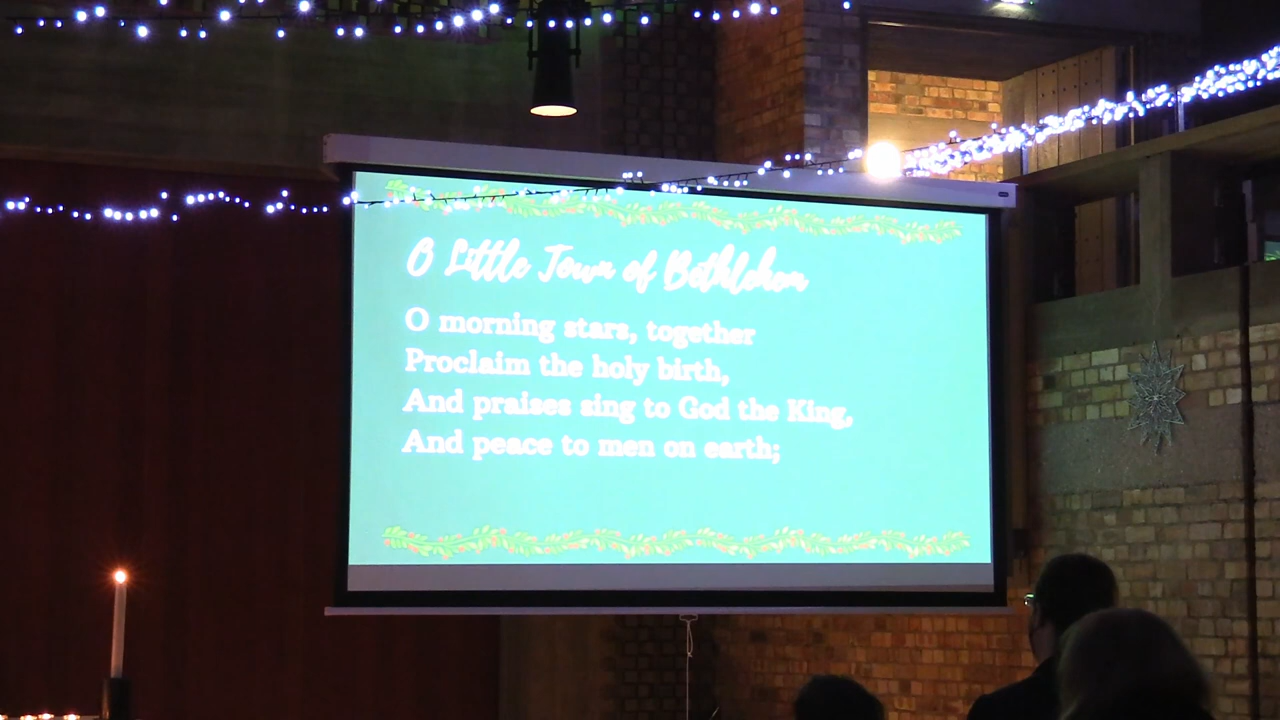 O Little Town of Bethlehem
O morning stars, together
Proclaim the holy birth,
And praises sing to God the King,
And peace to men on earth;